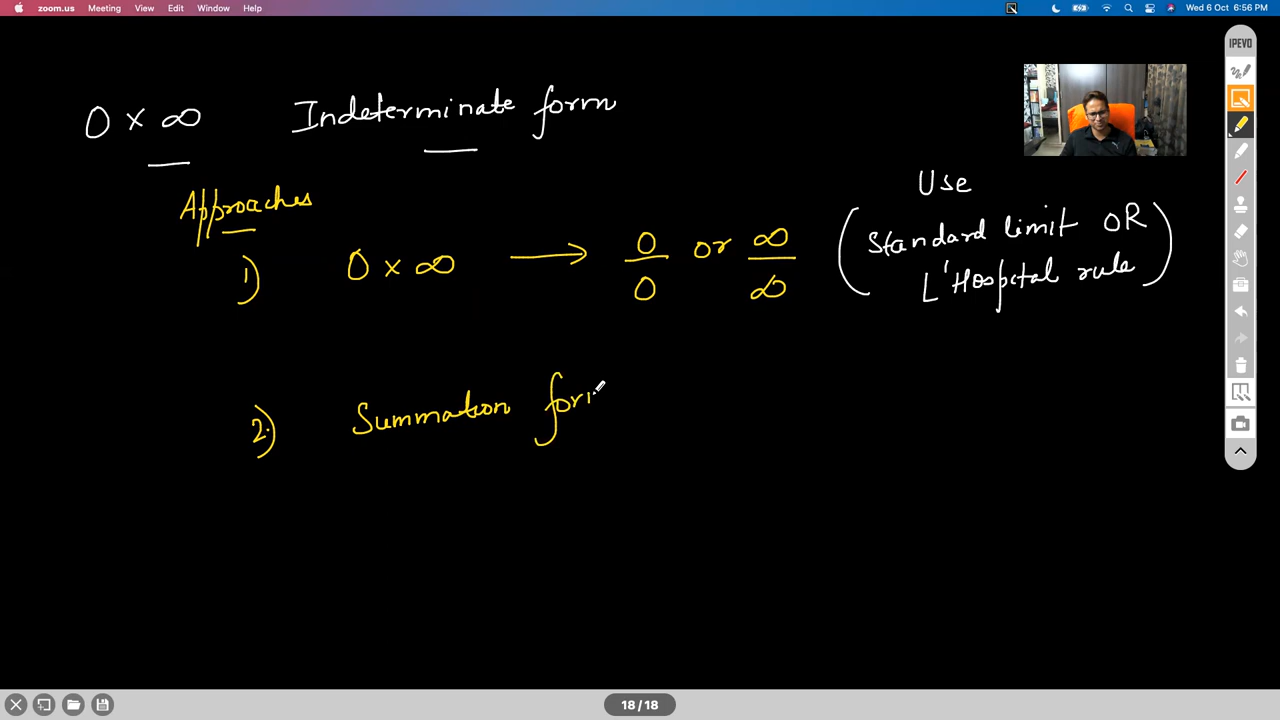 zoom.us Meeting View Edit Window Help Wed 6 Oct 6:56 PM
IPEVO
0 × ∞ Indeterminate form
Approaches
Use
1) 0 × ∞ → 0/0 or ∞/∞ (Standard limit OR
L'Hospital rule)
2.) Summation
18 / 18